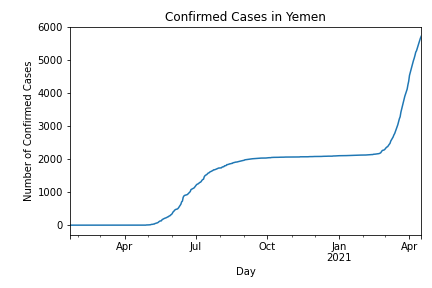 Confirmed Cases in Yemen
6000
5000
4000
3000
2000
1000
0
Number of Confirmed Cases
Apr
Jul
Oct
Jan
2021
Apr
Day